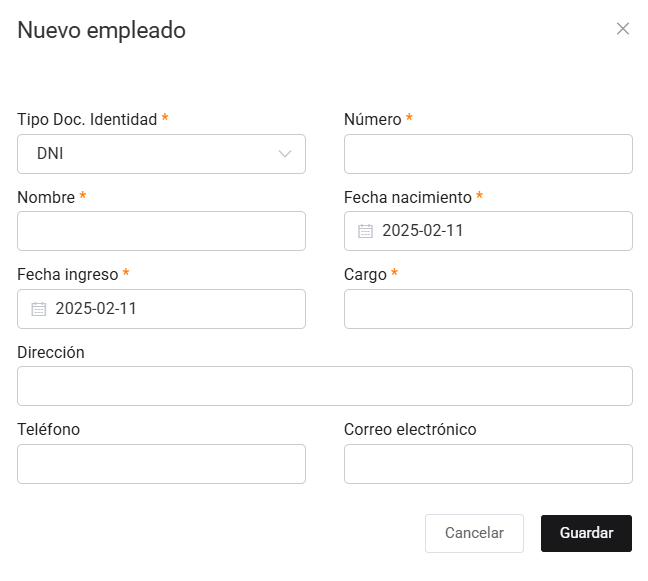 Nuevo empleado
Tipo Doc. Identidad * Número *
DNI
Nombre * Fecha nacimiento *
2025-02-11
Fecha ingreso * Cargo *
2025-02-11
Dirección
Teléfono Correo electrónico
Cancelar Guardar